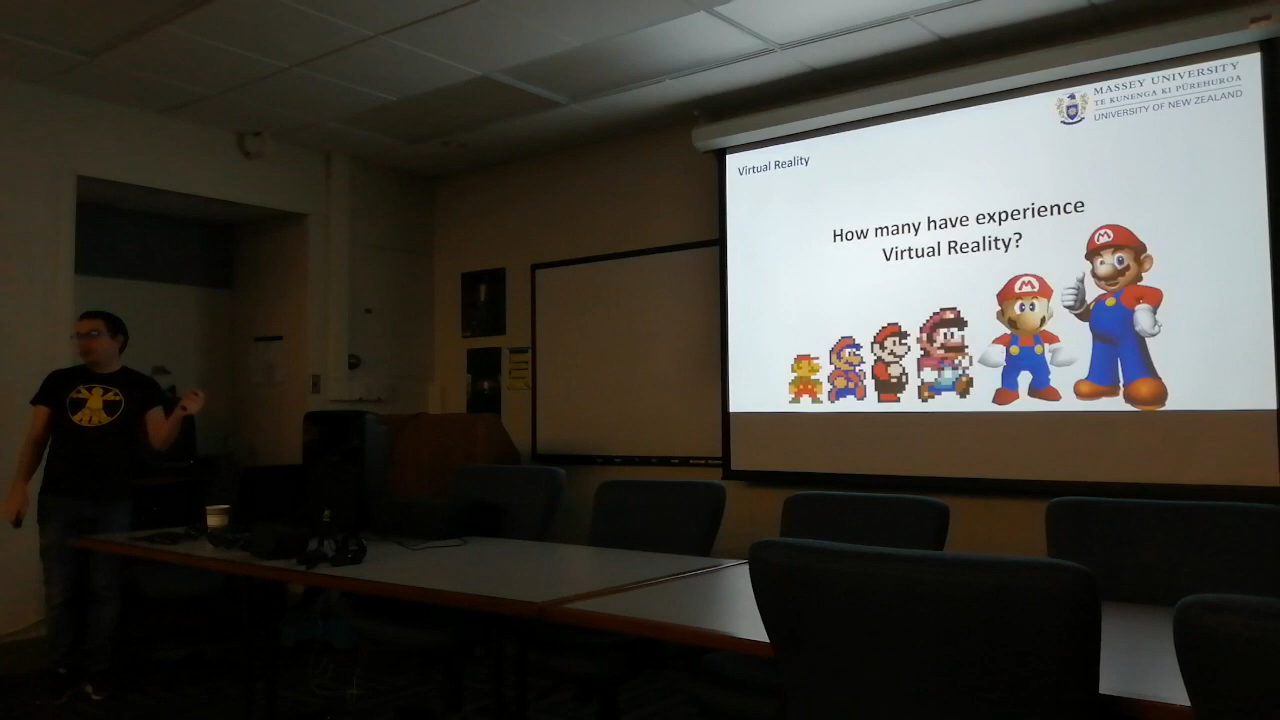 MASSEY UNIVERSITY
TE KUNENGA KI PŪREHUROA
UNIVERSITY OF NEW ZEALAND
Virtual Reality
How many have experience
Virtual Reality?
M
M